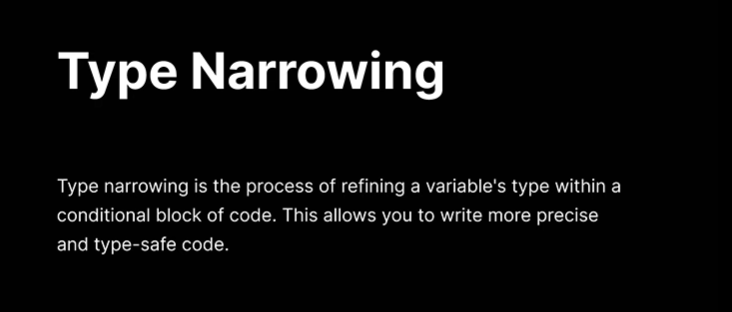 Type Narrowing
Type narrowing is the process of refining a variable's type within a
conditional block of code. This allows you to write more precise
and type-safe code.